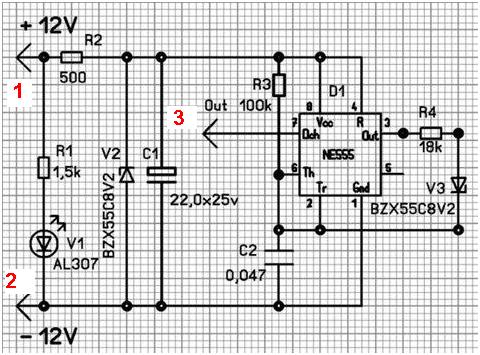 + 12V
R2
500
1
R3
100k
D1
Out
3
8
4
7
Vcc
R
3
Dch
Out
NE555
R4
18k
R1
1,5k
V2
BZX55C8V2
C1
22,0x25v
6
Th
5
Tr
Gnd
2
1
V3
BZX55C8V2
V1
AL307
C2
0,047
2
- 12V